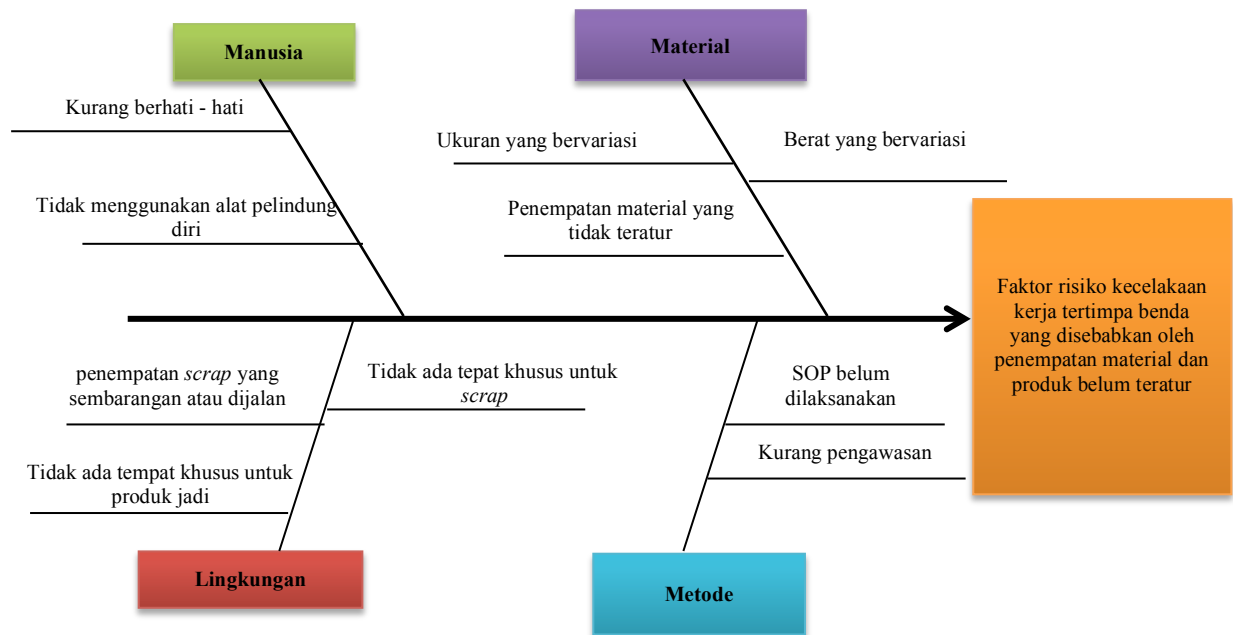 Manusia
Material
Kurang berhati - hati
Ukuran yang bervariasi
Berat yang bervariasi
Tidak menggunakan alat pelindung
diri
Penempatan material yang
tidak teratur
Faktor risiko kecelakaan
kerja tertimpa benda
yang disebabkan oleh
penempatan material dan
produk belum teratur
penempatan scrap yang
sembarangan atau dijalan
Tidak ada tepat khusus untuk
scrap
SOP belum
dilaksanakan
Kurang pengawasan
Tidak ada tempat khusus untuk
produk jadi
Lingkungan
Metode